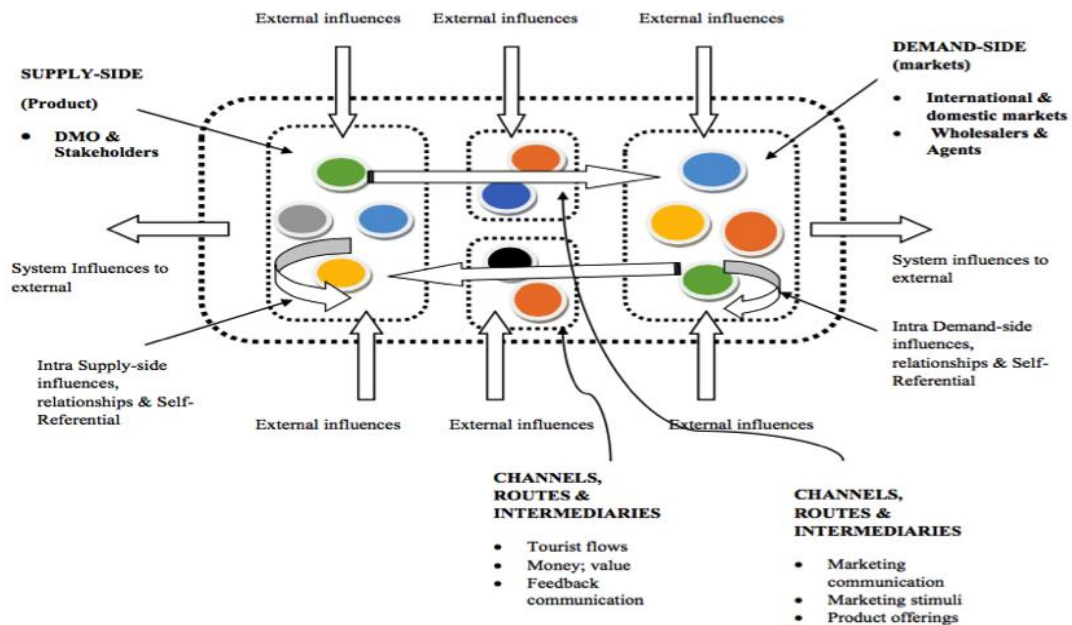 External influences
External influences
External influences
SUPPLY-SIDE
(Product)
• DMO &
Stakeholders
DEMAND-SIDE
(markets)
• International &
domestic markets
• Wholesalers &
Agents
System Influences to
external
System influences to
external
Intra Supply-side
influences,
relationships & Self-
Referential
Intra Demand-side
influences,
relationships & Self-
Referential
External influences
External influences
External influences
CHANNELS,
ROUTES &
INTERMEDIARIES
• Tourist flows
• Money; value
• Feedback
communication
CHANNELS,
ROUTES &
INTERMEDIARIES
• Marketing
communication
• Marketing stimuli
• Product offerings